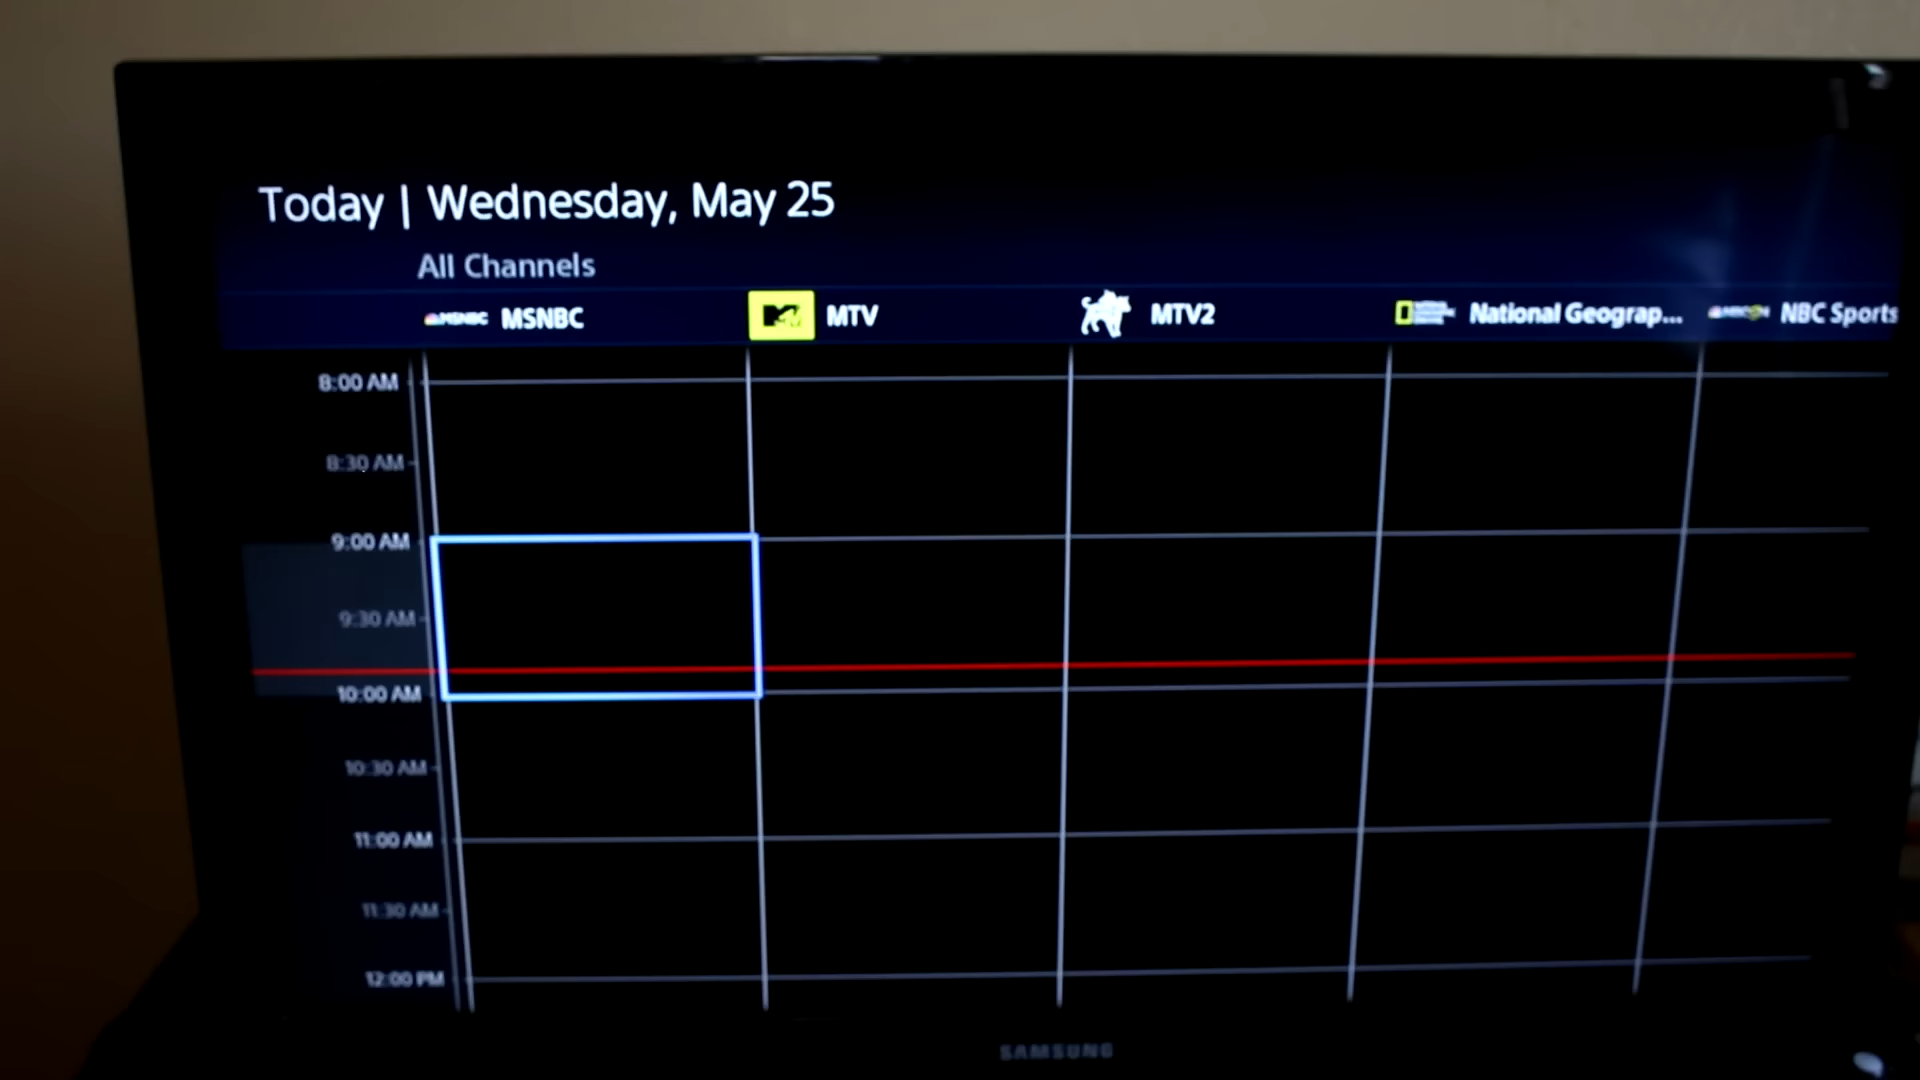 Today | Wednesday, May 25
All Channels
MSNBC MSNBC MTV MTV2 National Geograp... NBC Sports
8:00 AM
8:30 AM
9:00 AM
9:30 AM
10:00 AM
10:30 AM
11:00 AM
11:30 AM
12:00 PM
SAMSUNG